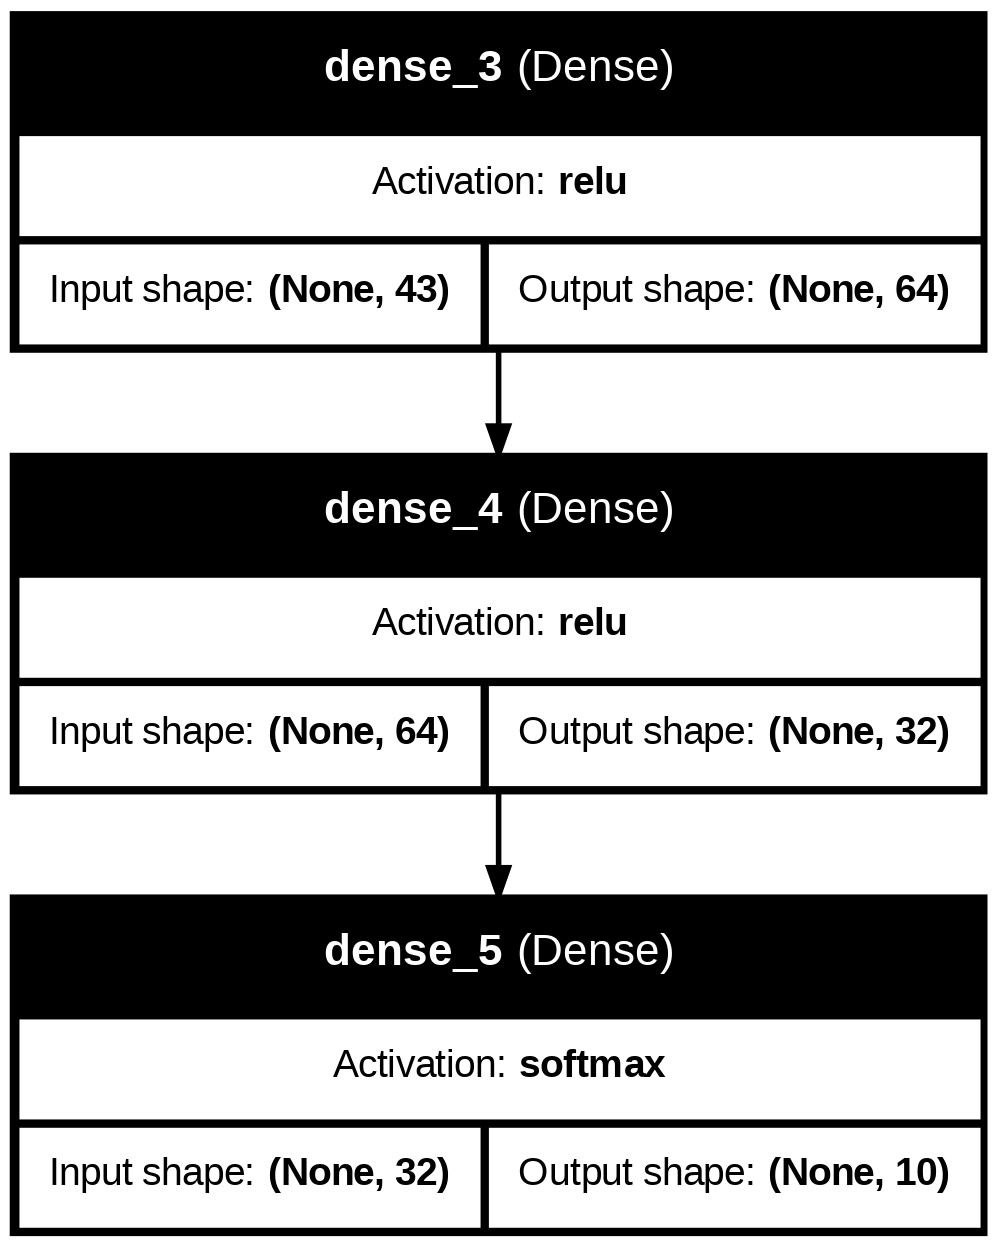 dense_3 (Dense)
Activation: relu
Input shape: (None, 43) Output shape: (None, 64)
dense_4 (Dense)
Activation: relu
Input shape: (None, 64) Output shape: (None, 32)
dense_5 (Dense)
Activation: softmax
Input shape: (None, 32) Output shape: (None, 10)